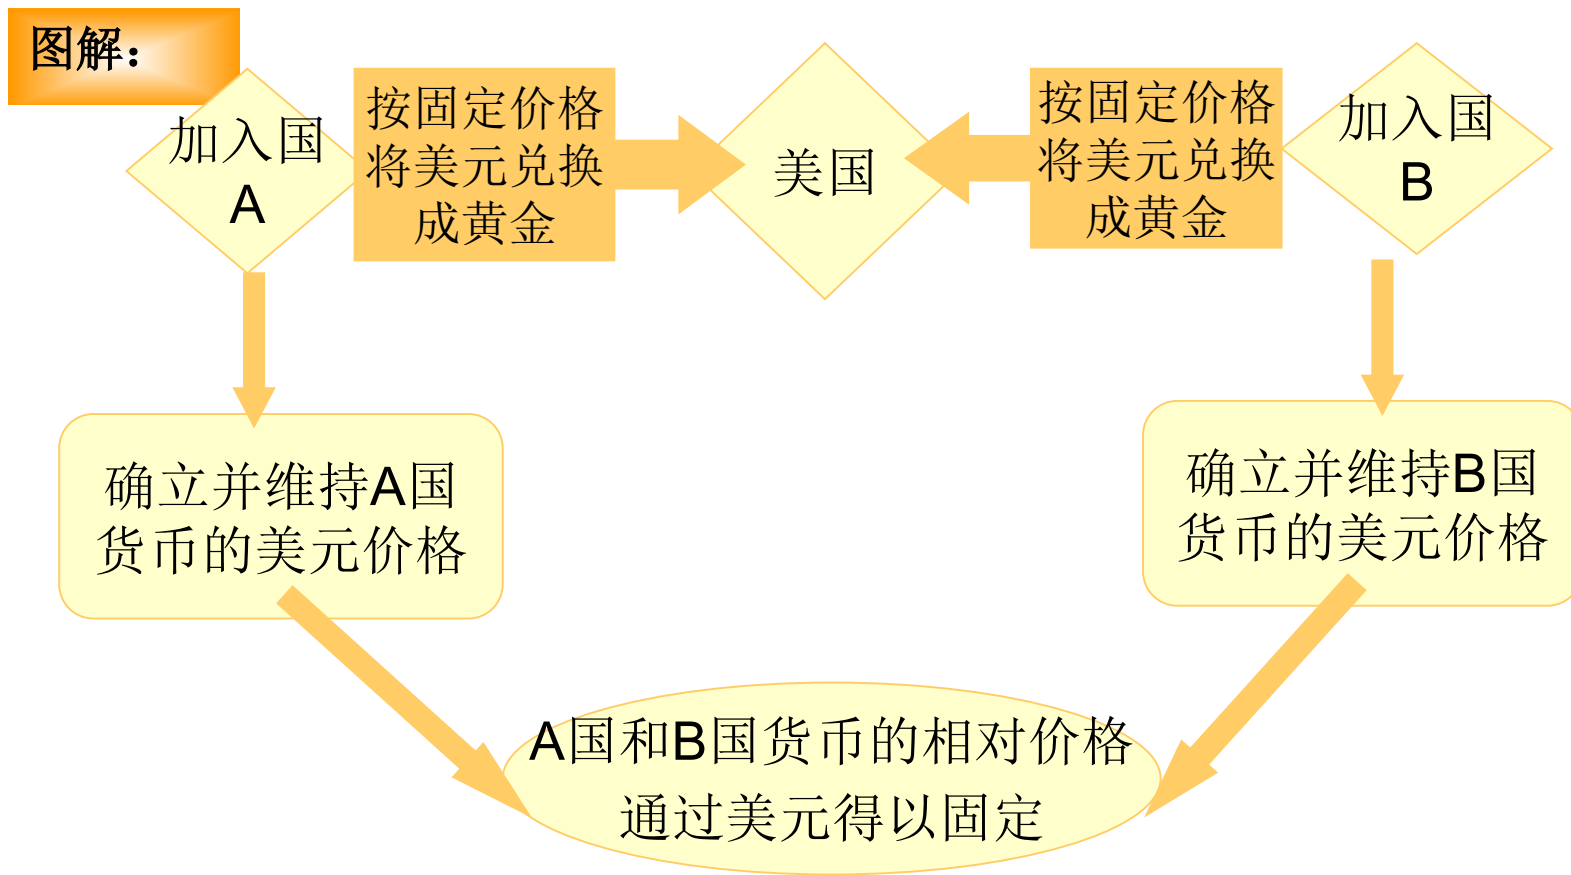 图解：
加入国
A
按固定价格
将美元兑换
成黄金
美国
按固定价格
将美元兑换
成黄金
加入国
B
确立并维持A国
货币的美元价格
确立并维持B国
货币的美元价格
A国和B国货币的相对价格
通过美元得以固定